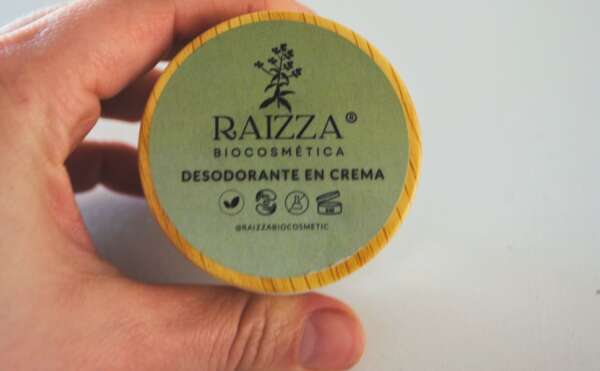 RAIZZA®
BIOCOSMÉTICA
DESODORANTE EN CREMA
@RAIZZABIOCOSMETIC